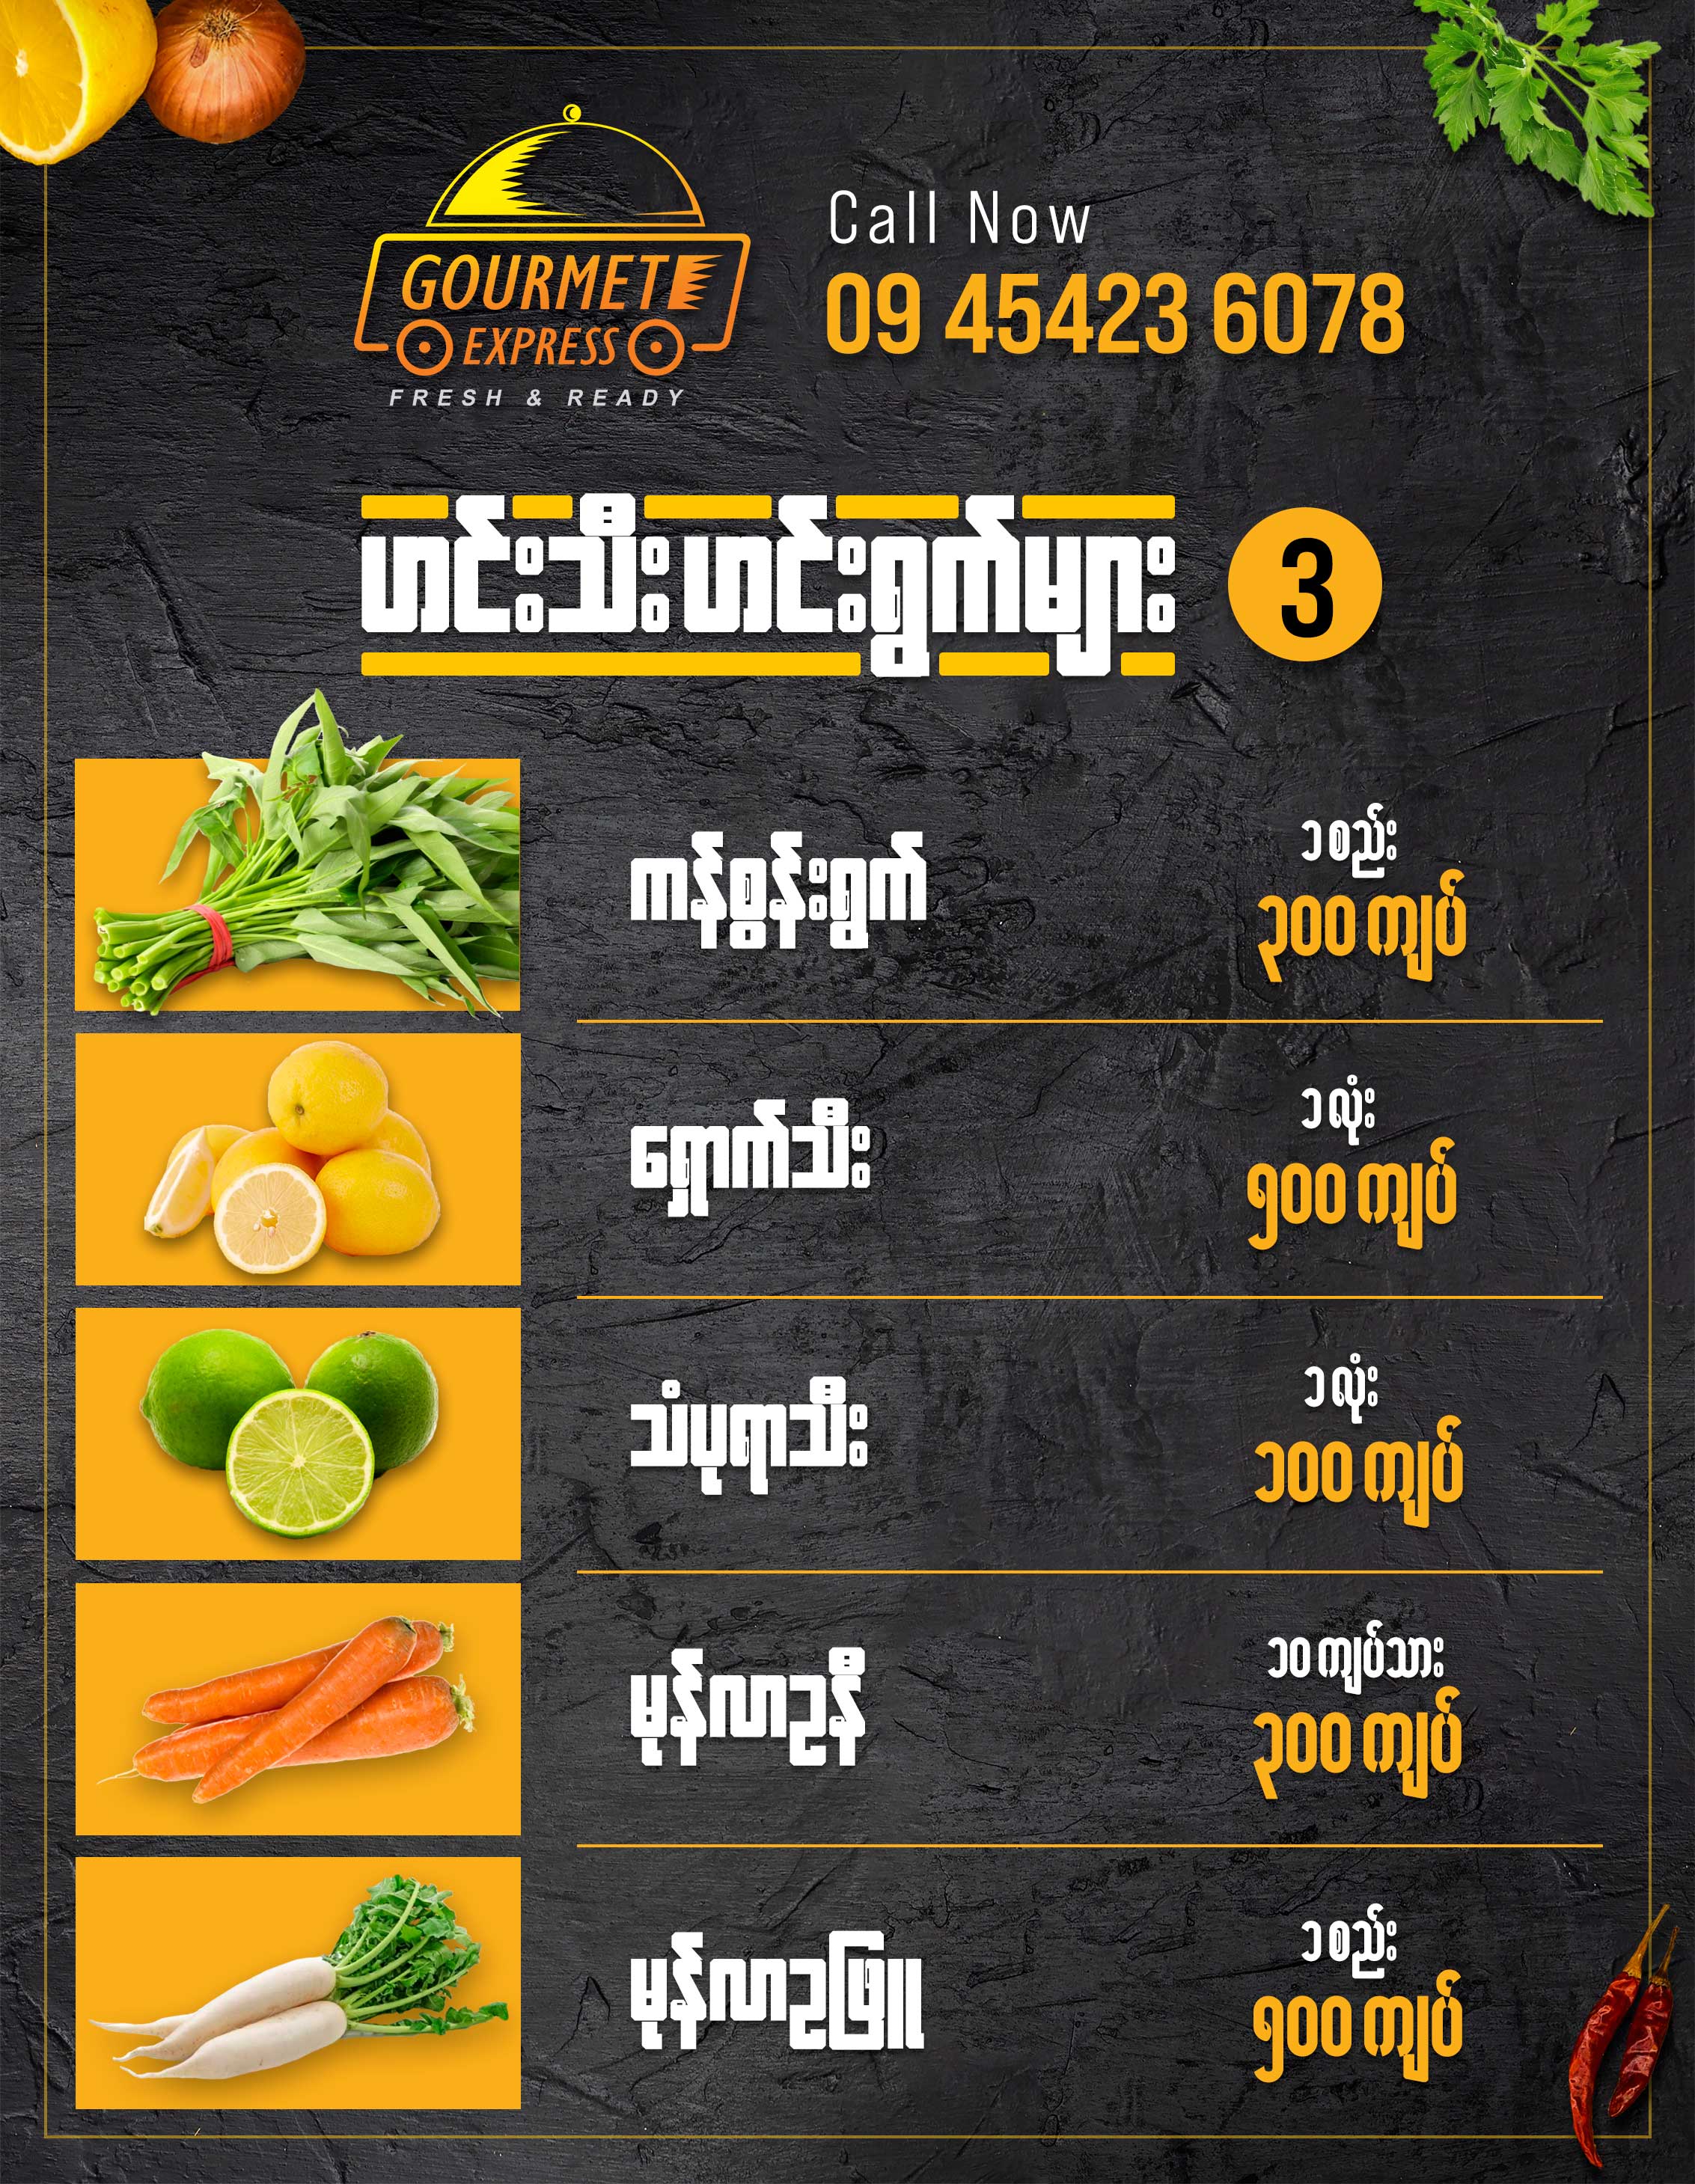 GOURMET
EXPRESS
FRESH & READY
Call Now
09 45423 6078
ဟင်းသီးဟင်းရွက်များ
3
ကန်စွန်းရွက်
၁ စည်း
၃၀၀ ကျပ်
ရှောက်သီး
၁ လုံး
၅၀၀ ကျပ်
သံပုရာသီး
၁ လုံး
၁၀၀ ကျပ်
မုန်လာဥနီ
၁၀ ကျပ်သား
၃၀၀ ကျပ်
မုန်လာဥဖြူ
၁ စည်း
၅၀၀ ကျပ်